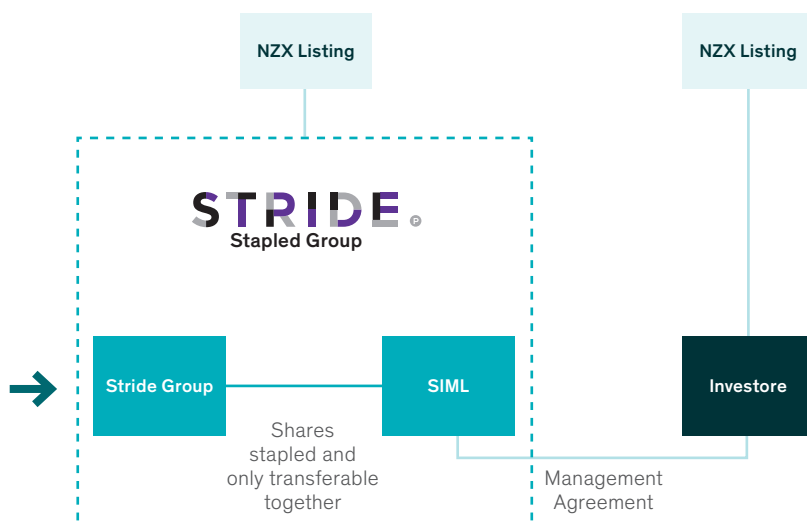 NZX Listing
NZX Listing
STRIDE P
Stapled Group
Stride Group
SIML
Investore
Shares
stapled and
only transferable
together
Management
Agreement